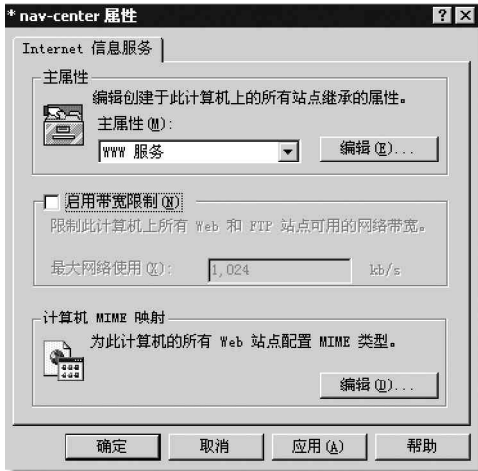 * nav-center 属性
Internet 信息服务
主属性
编辑创建于此计算机上的所有站点继承的属性。
主属性(M):
WWW 服务
编辑(E)...
启用带宽限制(N)
限制此计算机上所有 Web 和 FTP 站点可用的网络带宽。
最大网络使用(X): 1,024 kb/s
计算机 MIME 映射
为此计算机的所有 Web 站点配置 MIME 类型。
编辑(D)...
确定 取消 应用(A) 帮助